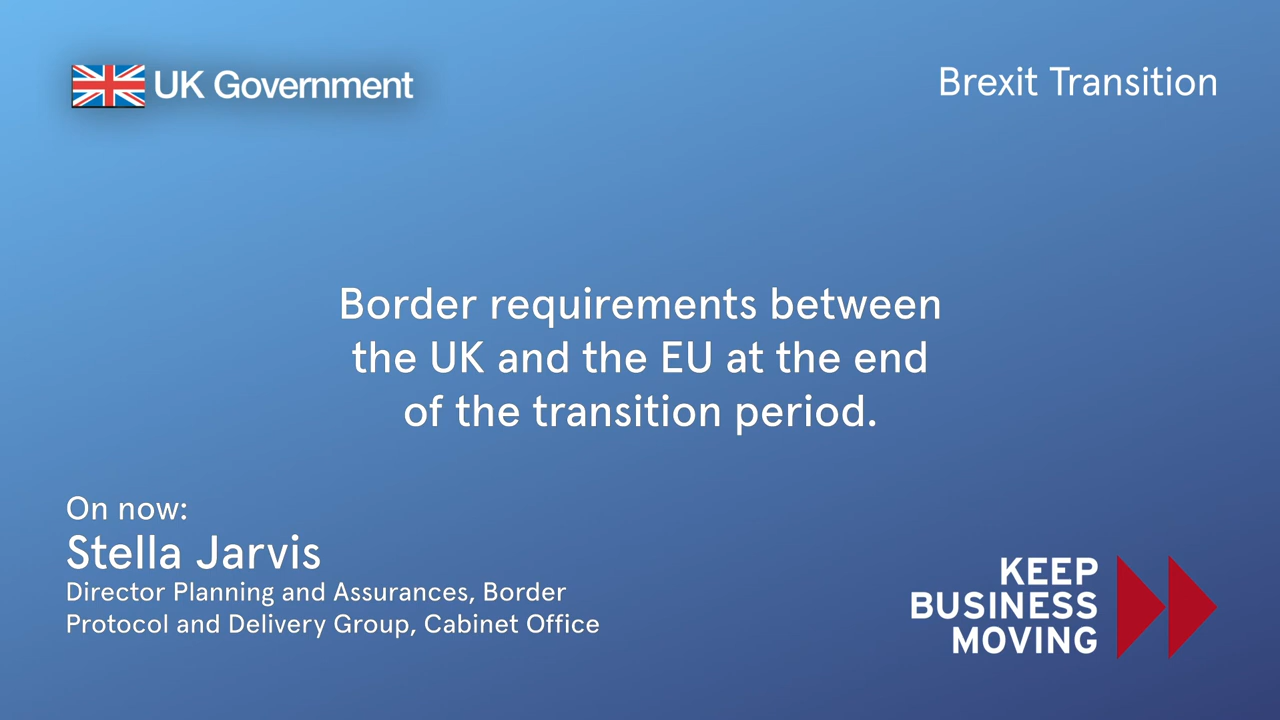 UK Government
Brexit Transition
Border requirements between
the UK and the EU at the end
of the transition period.
On now:
Stella Jarvis
Director Planning and Assurances, Border
Protocol and Delivery Group, Cabinet Office
KEEP
BUSINESS
MOVING